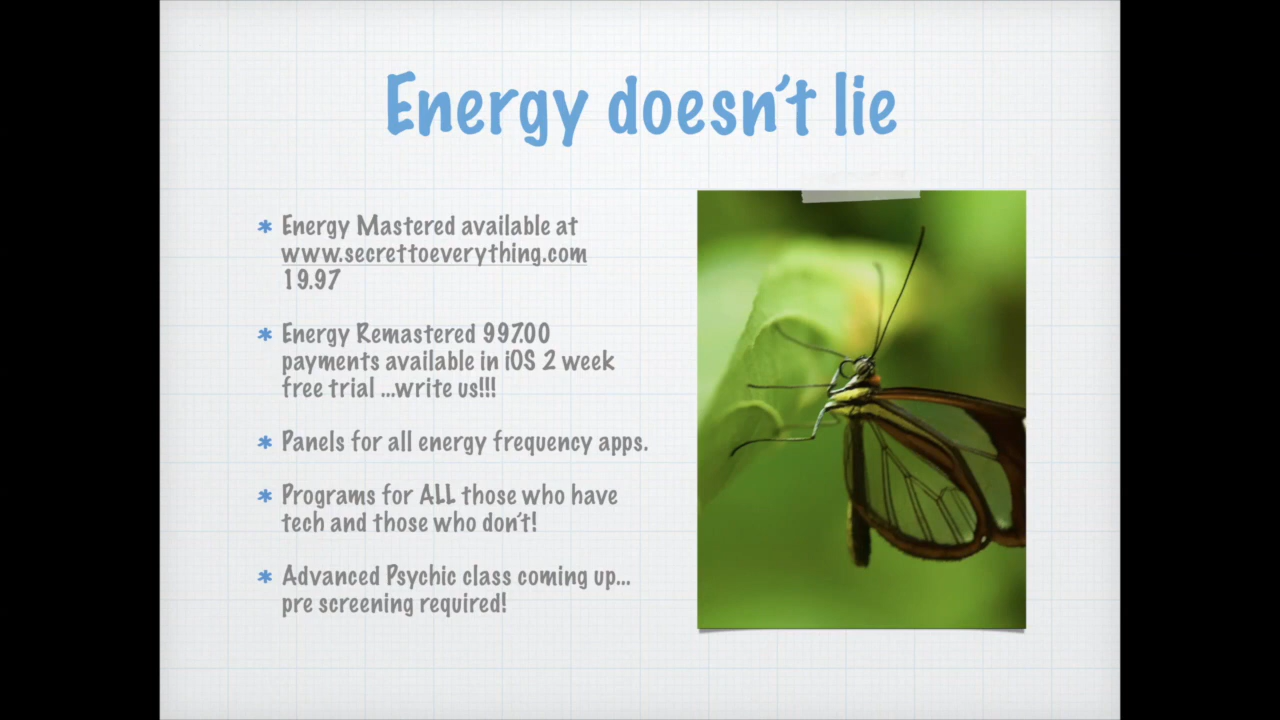 Energy doesn't lie
* Energy Mastered available at
www.secrettoeverything.com
19.97
* Energy Remastered 997.00
payments available in iOS 2 week
free trial ...write us!!!
* Panels for all energy frequency apps.
* Programs for ALL those who have
tech and those who don't!
* Advanced Psychic class coming up...
pre screening required!